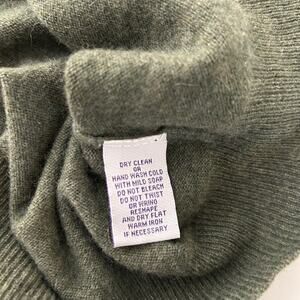 DRY CLEAN
OR
HAND WASH COLD
WITH MILD SOAP
DO NOT BLEACH
DO NOT TWIST
OR WRING
RESHAPE
AND DRY FLAT
WARM IRON
IF NECESSARY